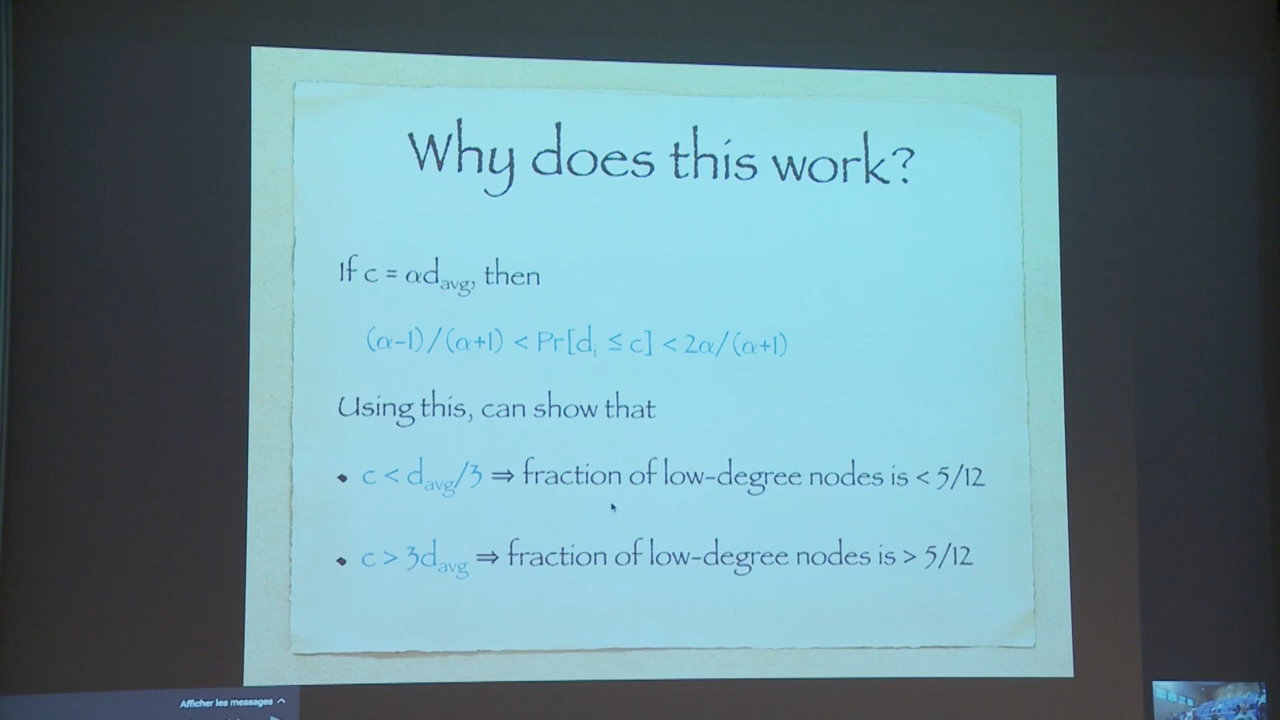 Why does this work?
If c = αd_avg, then
(α-1)/(α+1) < Pr[d_i ≤ c] < 2α/(α+1)
Using this, can show that
• c < d_avg/3 ⇒ fraction of low-degree nodes is < 5/12
• c > 3d_avg ⇒ fraction of low-degree nodes is > 5/12
Afficher les messages